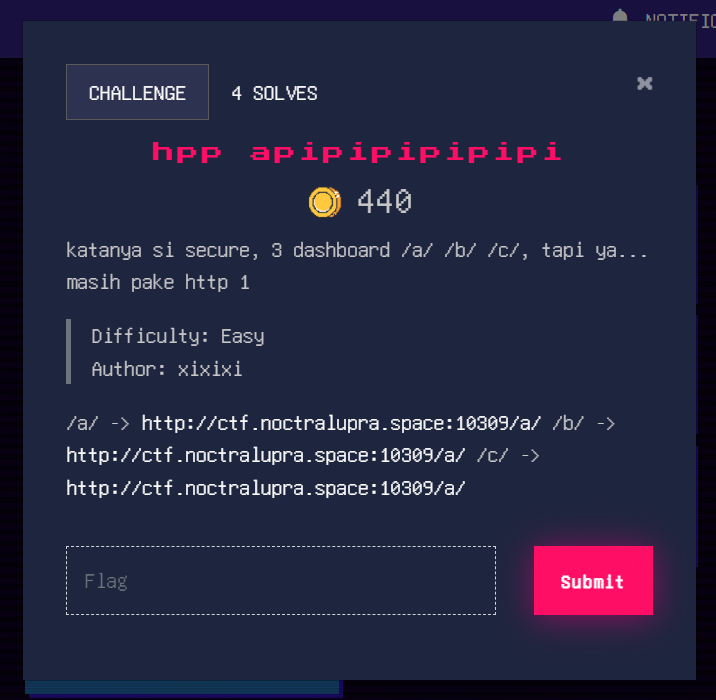 CHALLENGE
4 SOLVES
hpp apipipipipipi
440
katanya si secure, 3 dashboard /a/ /b/ /c/, tapi ya...
masih pake http 1
Difficulty: Easy
Author: xixixi
/a/ -> http://ctf.noctralupra.space:10309/a/ /b/ ->
http://ctf.noctralupra.space:10309/a/ /c/ ->
http://ctf.noctralupra.space:10309/a/
Flag
Submit